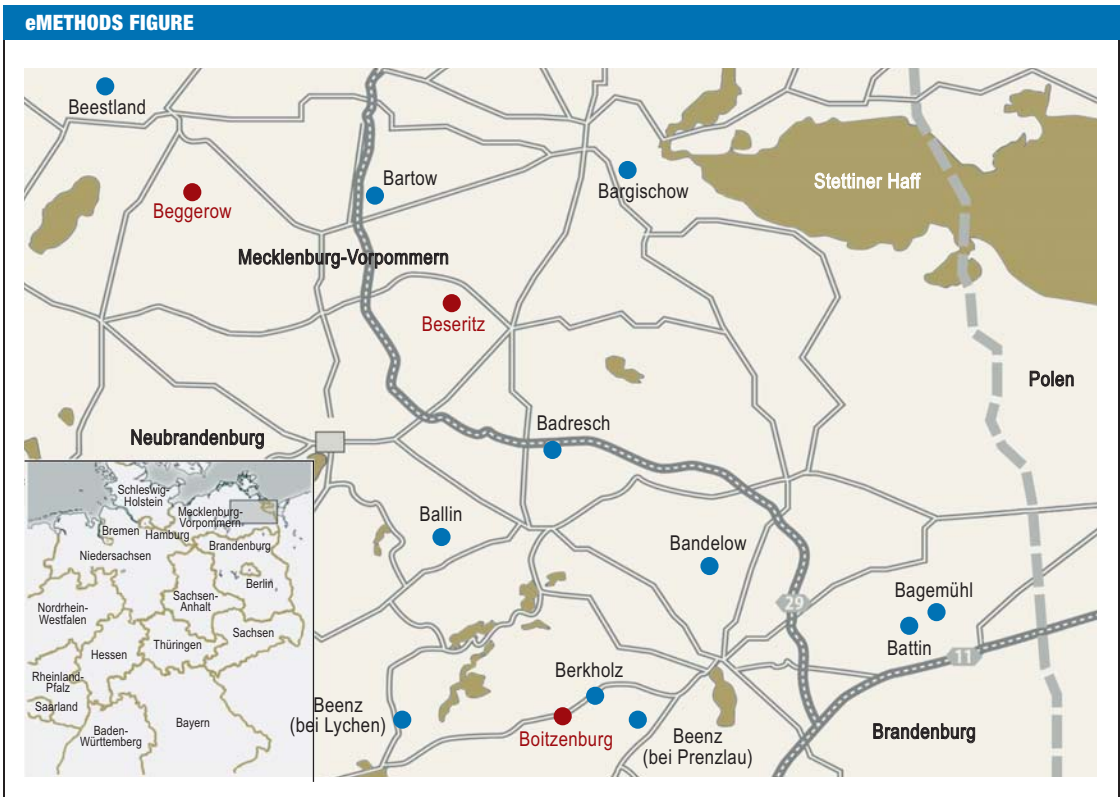 eMETHODS FIGURE
Beestland
Beggerow
Bartow
Bargischow
Stettiner Haff
Mecklenburg-Vorpommern
Beseritz
Polen
Neubrandenburg
Badresch
Ballin
Bandelow
29
Bagemühl
Battin
11
Berkholz
Beenz
(bei Lychen)
Boitzenburg
Beenz
(bei Prenzlau)
Brandenburg
Schleswig-
Holstein
Mecklenburg-
Vorpommern
Bremen
Hamburg
Niedersachsen
Brandenburg
Berlin
Sachsen-
Anhalt
Nordrhein-
Westfalen
Sachsen
Thüringen
Hessen
Rheinland-
Pfalz
Saarland
Bayern
Baden-
Württemberg